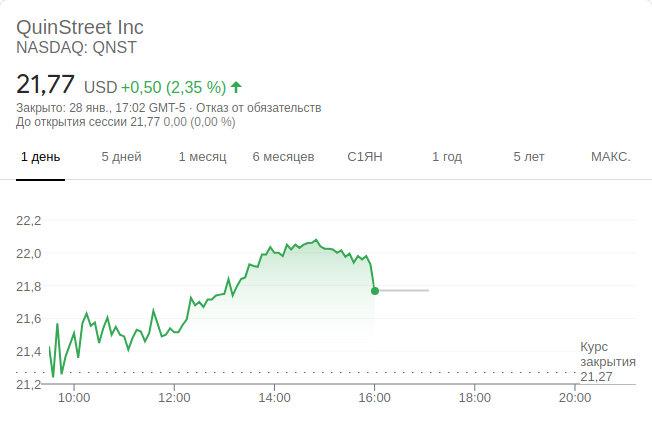 QuinStreet Inc
NASDAQ: QNST
21,77 USD +0,50 (2,35 %)
Закрыто: 28 янв., 17:02 GMT-5 · Отказ от обязательств
До открытия сессии 21,77 0,00 (0,00 %)
1 день 5 дней 1 месяц 6 месяцев С1ЯН 1 год 5 лет МАКС.
22,2
22,0
21,8
21,6
21,4
21,2
Курс
закрытия
21,27
10:00 12:00 14:00 16:00 18:00 20:00